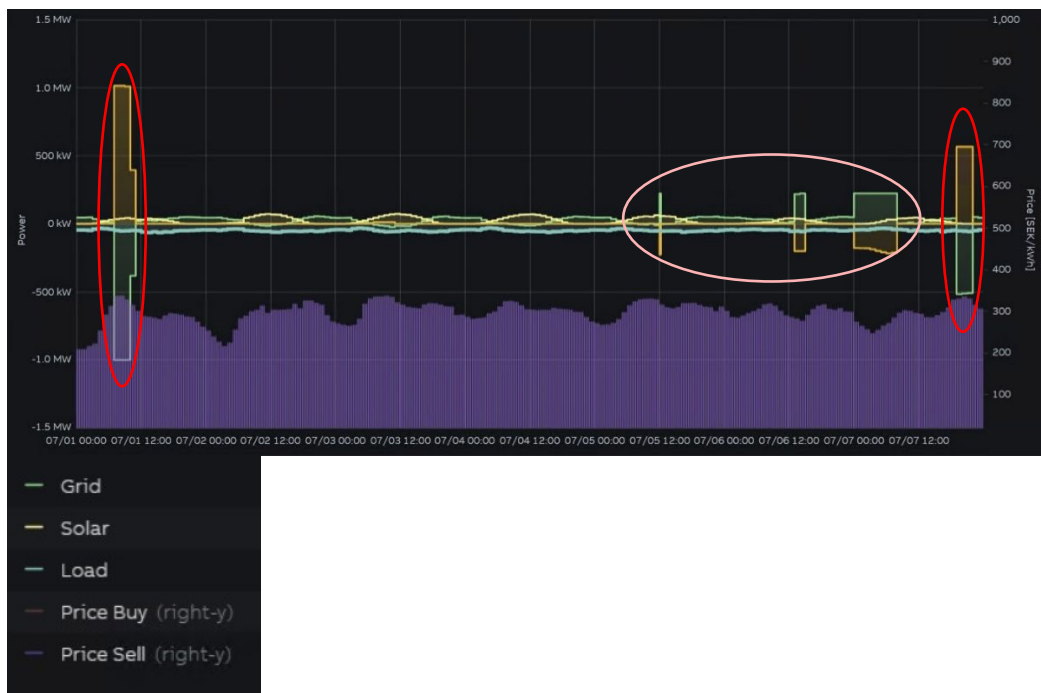 1.5 MW
1.0 MW
500 kW
0 kW
-500 kW
-1.0 MW
-1.5 MW
Power
1,000
900
800
700
600
500
400
300
200
100
Price [SEK/kWh]
07/01 00:00 07/01 12:00 07/02 00:00 07/02 12:00 07/03 00:00 07/03 12:00 07/04 00:00 07/04 12:00 07/05 00:00 07/05 12:00 07/06 00:00 07/06 12:00 07/07 00:00 07/07 12:00
Grid
Solar
Load
Price Buy (right-y)
Price Sell (right-y)